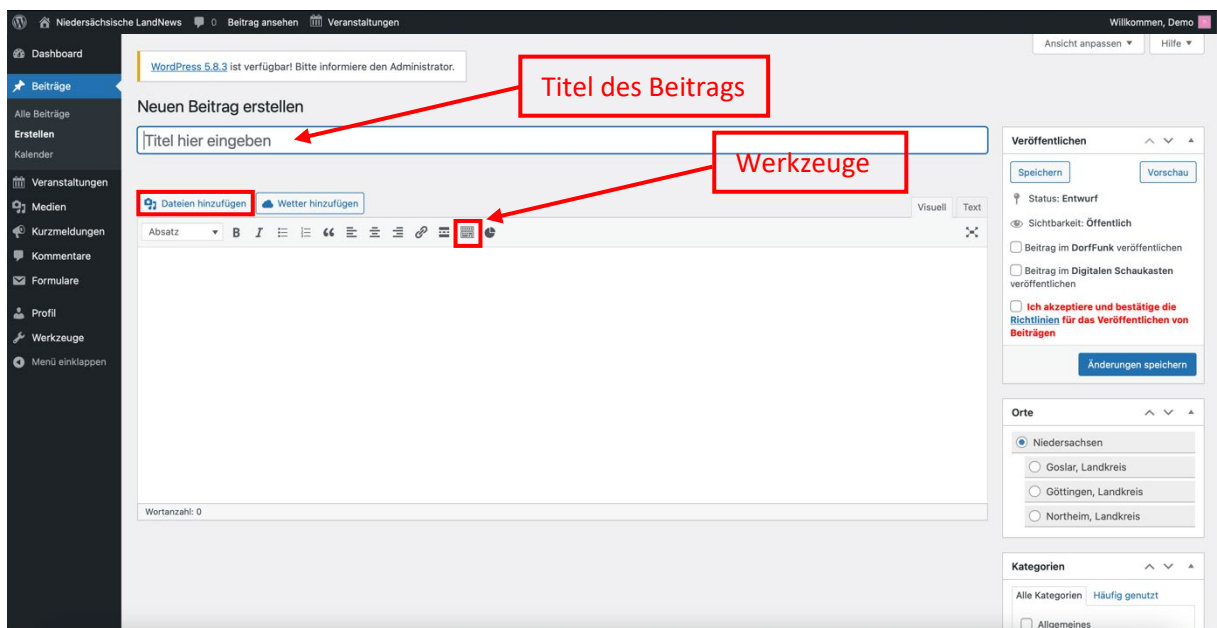 Niedersächsische LandNews 0 Beitrag ansehen Veranstaltungen Willkommen, Demo
Ansicht anpassen Hilfe
Dashboard
Beiträge
Alle Beiträge
Erstellen
Kalender
Veranstaltungen
Medien
Kurzmeldungen
Kommentare
Formulare
Profil
Werkzeuge
Menü einklappen
WordPress 5.8.3 ist verfügbar! Bitte informiere den Administrator.
Titel des Beitrags
Neuen Beitrag erstellen
Titel hier eingeben
Werkzeuge
Dateien hinzufügen Wetter hinzufügen
Visuell Text
Absatz B I
Wortanzahl: 0
Veröffentlichen
Speichern Vorschau
Status: Entwurf
Sichtbarkeit: Öffentlich
Beitrag im DorfFunk veröffentlichen
Beitrag im Digitalen Schaukasten
veröffentlichen
Ich akzeptiere und bestätige die
Richtlinien für das Veröffentlichen von
Beiträgen
Änderungen speichern
Orte
Niedersachsen
Goslar, Landkreis
Göttingen, Landkreis
Northeim, Landkreis
Kategorien
Alle Kategorien Häufig genutzt
Allgemeines